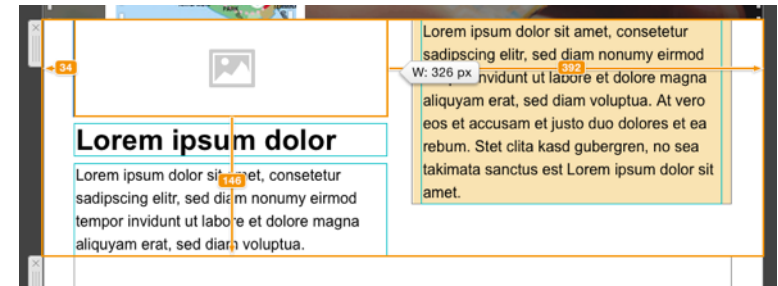 PARK
34
W: 326 px
392
146
Lorem ipsum dolor
Lorem ipsum dolor sit amet, consetetur
sadipscing elitr, sed diam nonumy eirmod
tempor invidunt ut labore et dolore magna
aliquyam erat, sed diam voluptua.
Lorem ipsum dolor sit amet, consetetur
sadipscing elitr, sed diam nonumy eirmod
invidunt ut labore et dolore magna
aliquyam erat, sed diam voluptua. At vero
eos et accusam et justo duo dolores et ea
rebum. Stet clita kasd gubergren, no sea
takimata sanctus est Lorem ipsum dolor sit
amet.